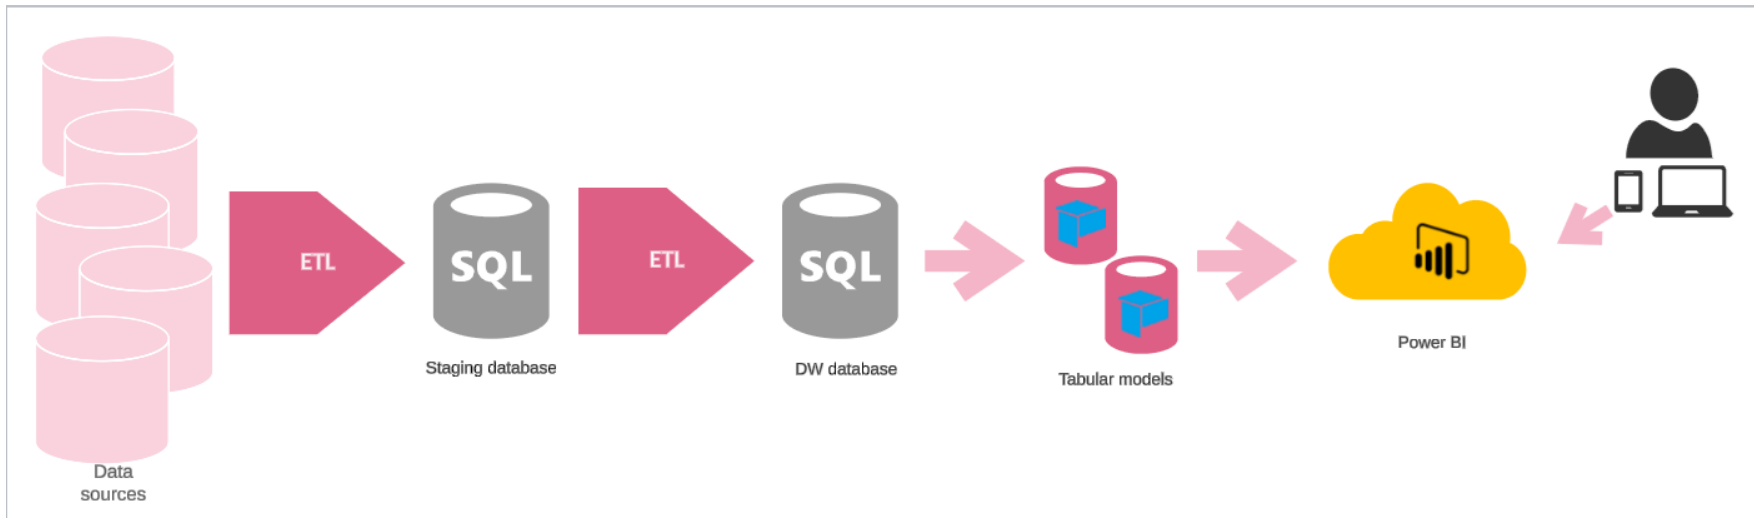 ETL
SQL
ETL
SQL
Staging database
DW database
Tabular models
Power BI
Data
sources